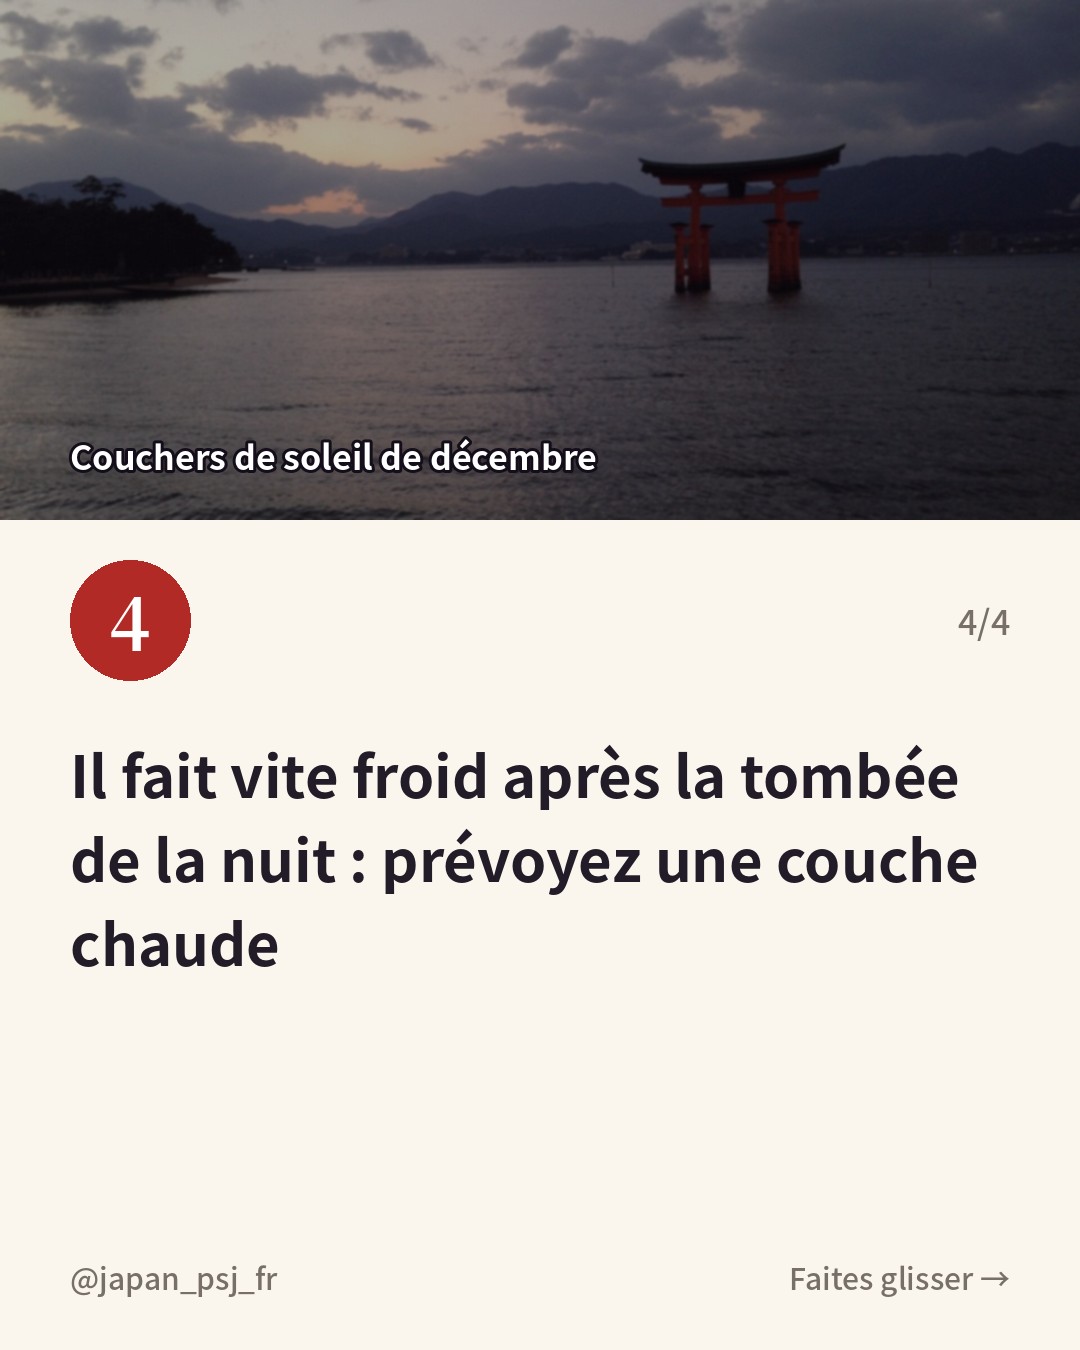 Couchers de soleil de décembre
4
4/4
Il fait vite froid après la tombée
de la nuit : prévoyez une couche
chaude
@japan_psj_fr
Faites glisser →